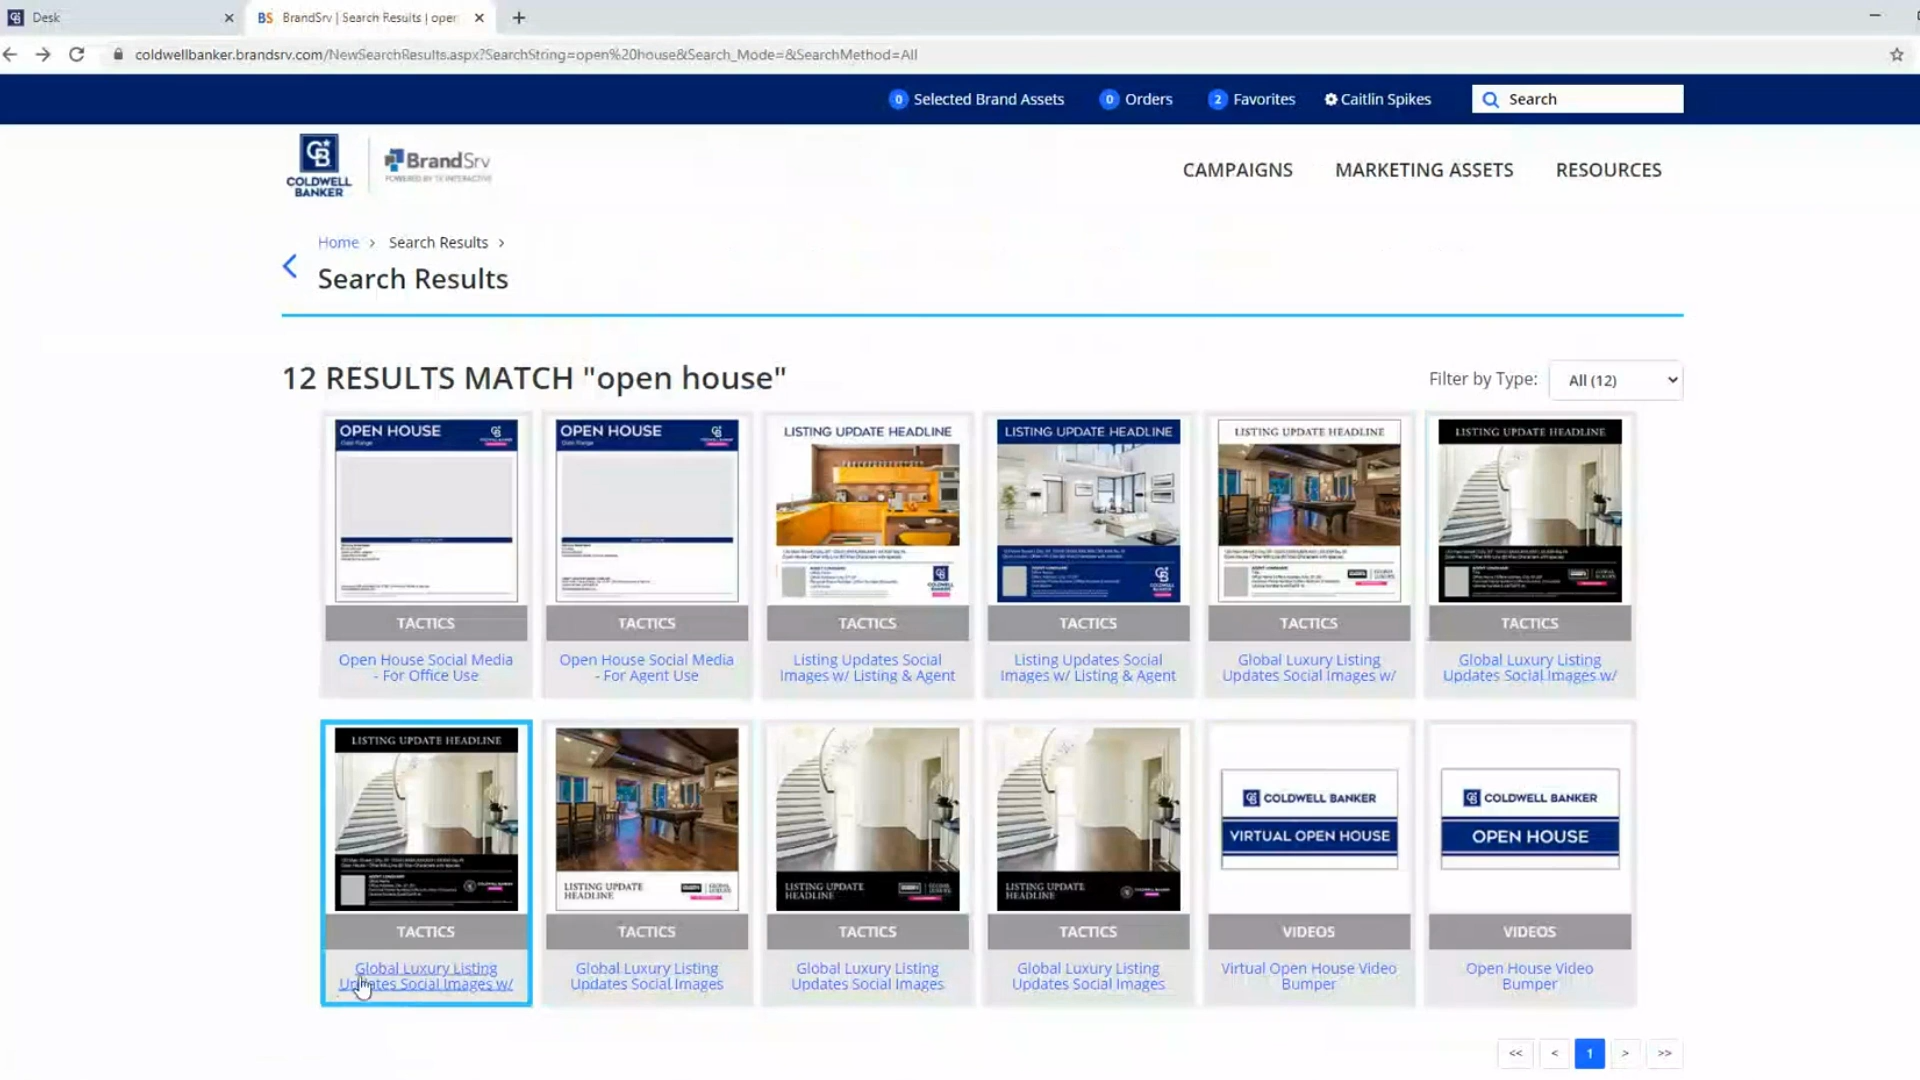 Desk
BS BrandSrv | Search Results | oper
coldwellbanker.brandsrv.com/NewSearchResults.aspx?SearchString=open%20house&Search_Mode=&SearchMethod=All
0 Selected Brand Assets
0 Orders
2 Favorites
Caitlin Spikes
Search
COLDWELL
BANKER
BrandSrv
CAMPAIGNS
MARKETING ASSETS
RESOURCES
Home > Search Results >
Search Results
12 RESULTS MATCH "open house"
Filter by Type: All (12)
OPEN HOUSE
OPEN HOUSE
LISTING UPDATE HEADLINE
LISTING UPDATE HEADLINE
LISTING UPDATE HEADLINE
LISTING UPDATE HEADLINE
TACTICS
TACTICS
TACTICS
TACTICS
TACTICS
TACTICS
Open House Social Media
- For Office Use
Open House Social Media
- For Agent Use
Listing Updates Social
Images w/ Listing & Agent
Listing Updates Social
Images w/ Listing & Agent
Global Luxury Listing
Updates Social Images w/
Global Luxury Listing
Updates Social Images w/
LISTING UPDATE HEADLINE
LISTING UPDATE
HEADLINE
LISTING UPDATE
HEADLINE
LISTING UPDATE
HEADLINE
COLDWELL BANKER
VIRTUAL OPEN HOUSE
COLDWELL BANKER
OPEN HOUSE
TACTICS
TACTICS
TACTICS
TACTICS
VIDEOS
VIDEOS
Global Luxury Listing
Updates Social Images w/
Global Luxury Listing
Updates Social Images
Global Luxury Listing
Updates Social Images
Global Luxury Listing
Updates Social Images
Virtual Open House Video
Bumper
Open House Video
Bumper
<< < 1 > >>